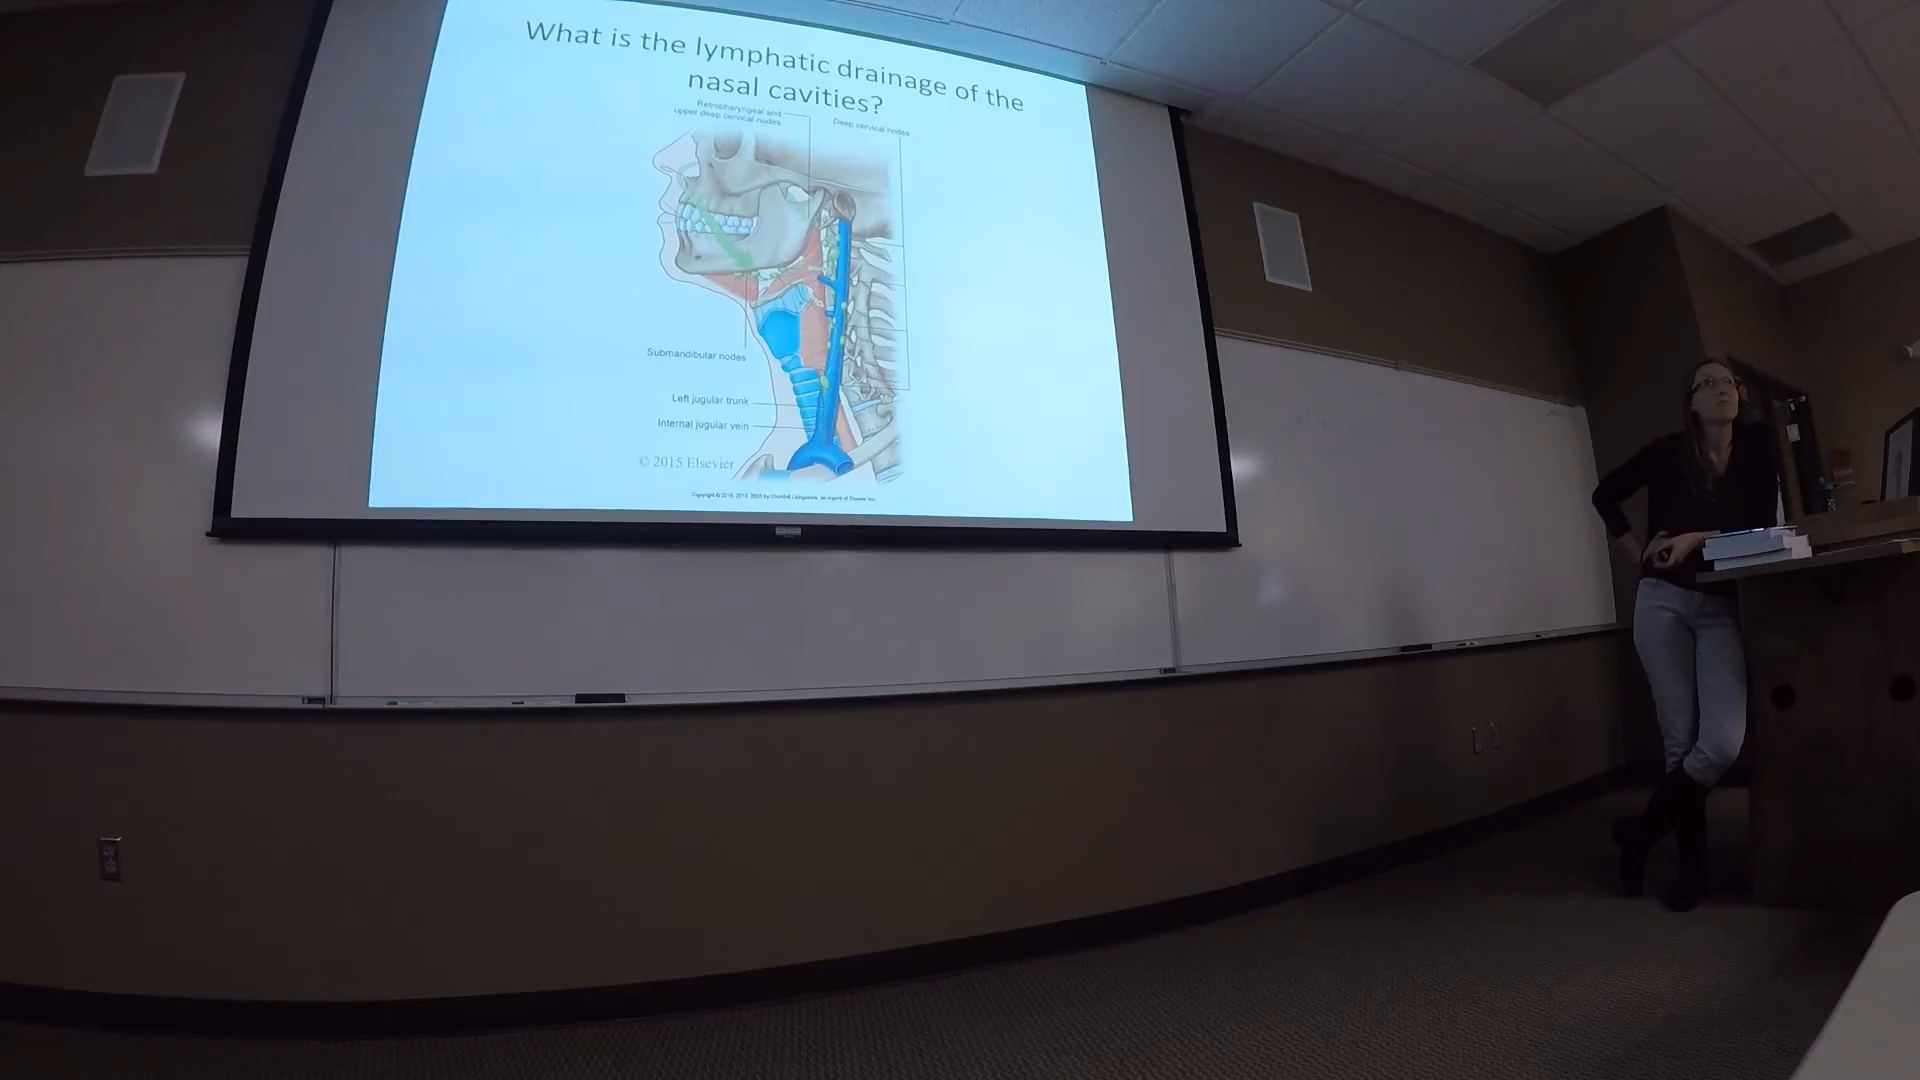 What is the lymphatic drainage of the
nasal cavities?
Retropharyngeal and
upper deep cervical nodes
Deep cervical nodes
Submandibular nodes
Left jugular trunk
Internal jugular vein
© 2015 Elsevier